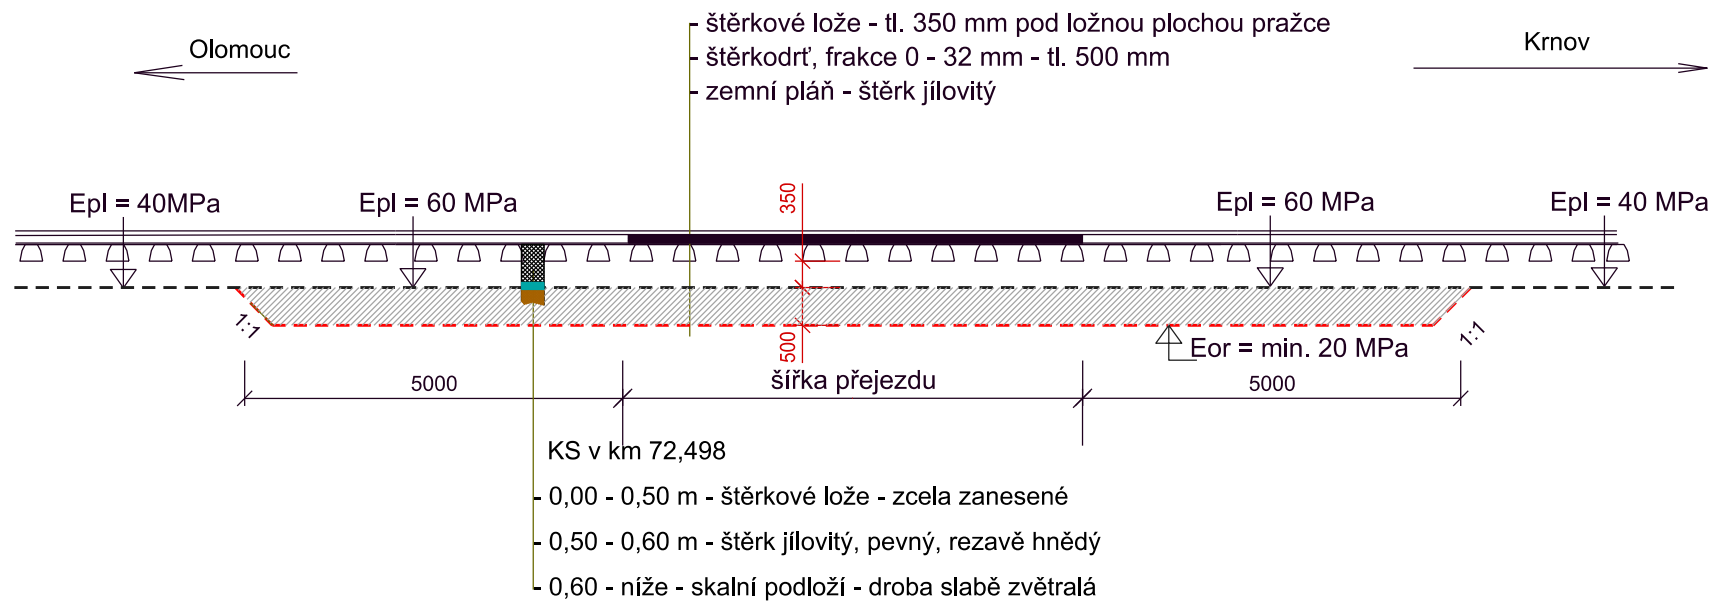 Olomouc
- štěrkové lože - tl. 350 mm pod ložnou plochou pražce
- štěrkodrť, frakce 0 - 32 mm - tl. 500 mm
- zemní pláň - štěrk jílovitý
Krnov
Epl = 40MPa
Epl = 60 MPa
350
Epl = 60 MPa
Epl = 40 MPa
1:1
500
Eor = min. 20 MPa
1:1
5000
šířka přejezdu
5000
KS v km 72,498
- 0,00 - 0,50 m - štěrkové lože - zcela zanesené
- 0,50 - 0,60 m - štěrk jílovitý, pevný, rezavě hnědý
- 0,60 - níže - skalní podloží - droba slabě zvětralá